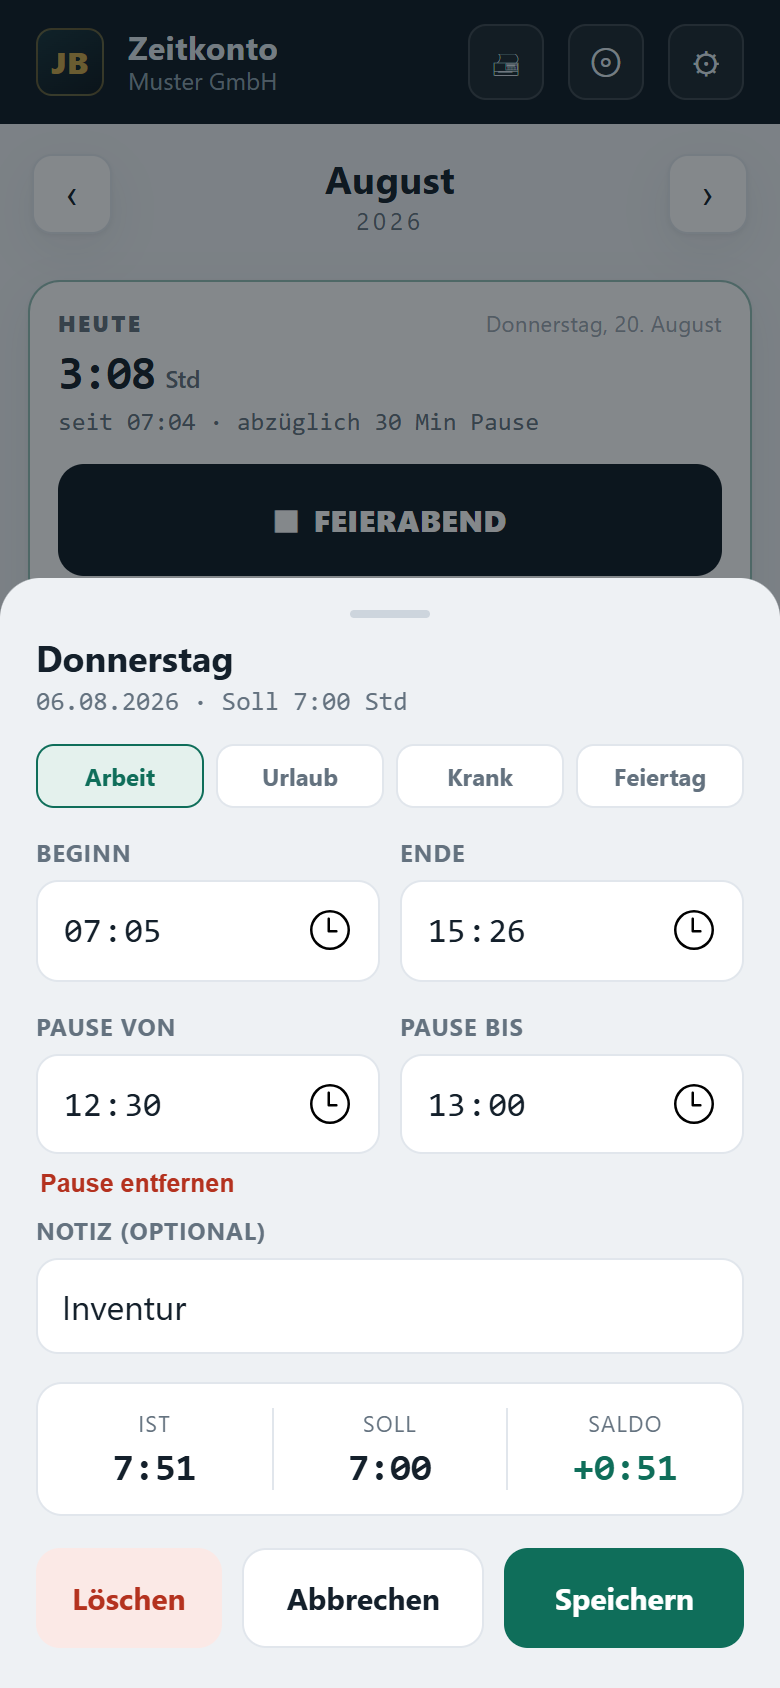 JB
Zeitkonto
Muster GmbH
‹
August
›
2026
HEUTE
Donnerstag, 20. August
3:08 Std
seit 07:04 · abzüglich 30 Min Pause
FEIERABEND
Donnerstag
06.08.2026 · Soll 7:00 Std
Arbeit
Urlaub
Krank
Feiertag
BEGINN
ENDE
07:05
15:26
PAUSE VON
PAUSE BIS
12:30
13:00
Pause entfernen
NOTIZ (OPTIONAL)
Inventur
IST
SOLL
SALDO
7:51
7:00
+0:51
Löschen
Abbrechen
Speichern